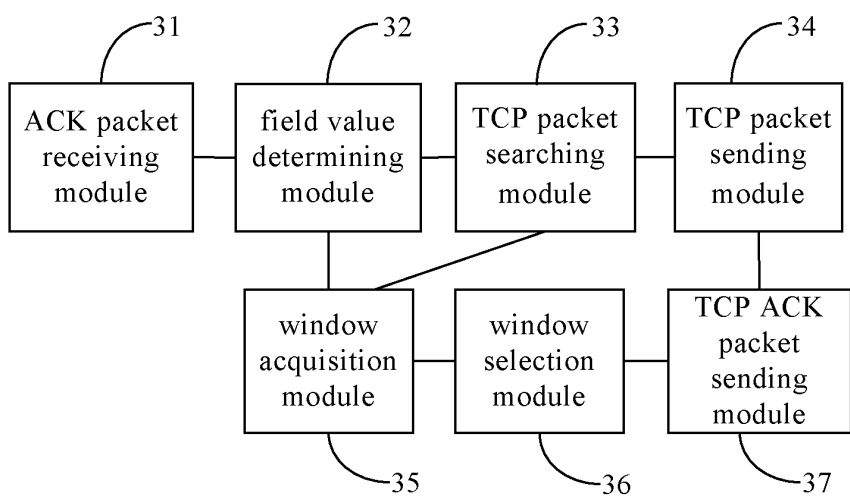 31
32
33
34
ACK packet
receiving
module
field value
determining
module
TCP packet
searching
module
TCP packet
sending
module
window
acquisition
module
window
selection
module
TCP ACK
packet
sending
module
35
36
37